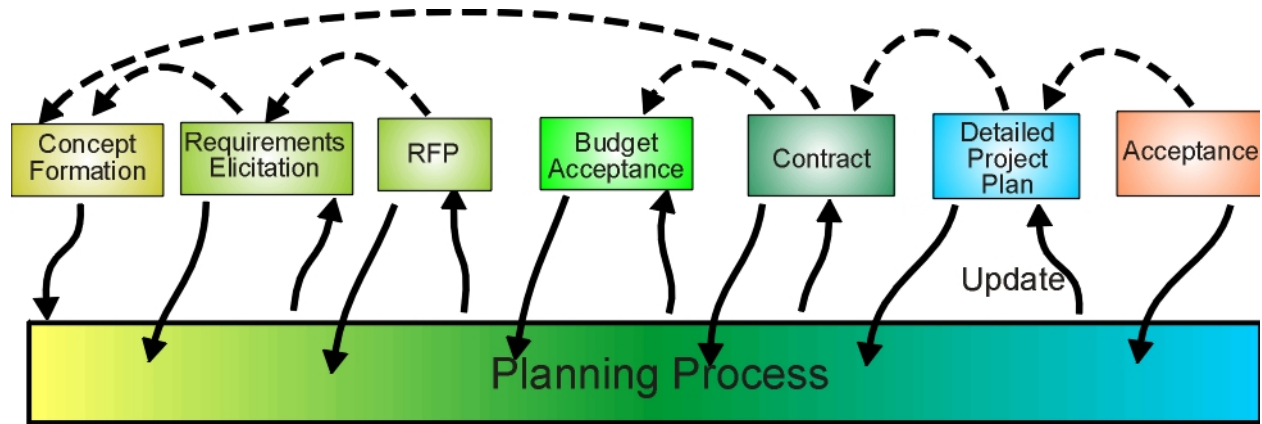 Concept
Formation
Requirements
Elicitation
RFP
Budget
Acceptance
Contract
Detailed
Project
Plan
Acceptance
Update
Planning Process